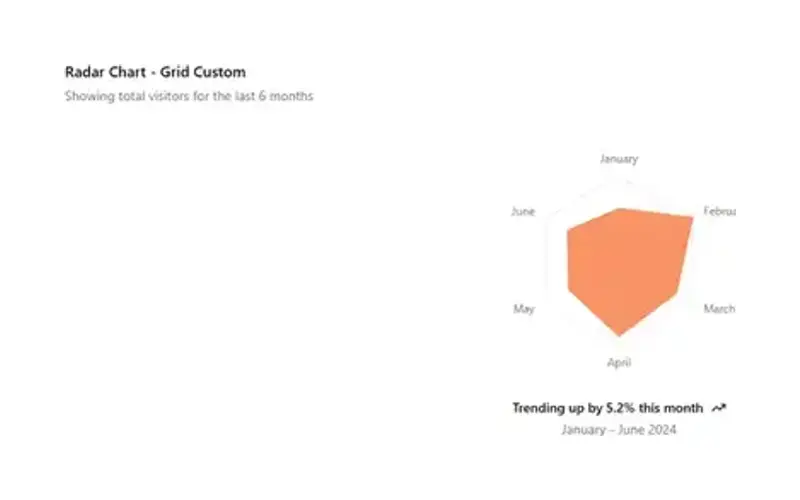 Radar Chart - Grid Custom
Showing total visitors for the last 6 months
January
June
Februa
May
March
April
Trending up by 5.2% this month
January - June 2024